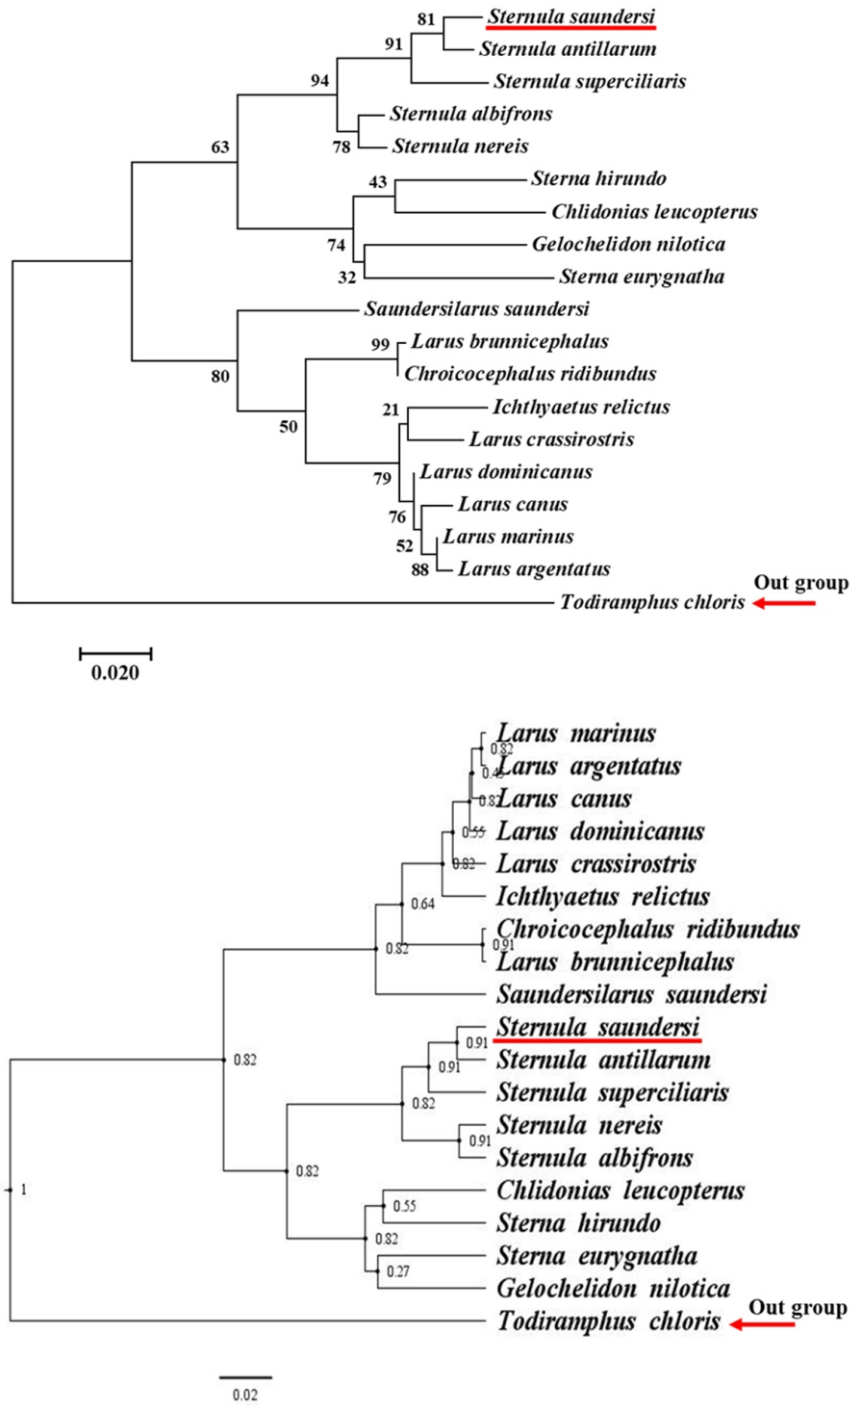 81
Sternula saundersi
91
Sternula antillarum
94
Sternula superciliaris
Sternula albifrons
63
78
Sternula nereis
43
Sterna hirundo
Chlidonias leucopterus
74
Gelochelidon nilotica
32
Sterna eurygnatha
Saundersilarus saundersi
99
Larus brunnicephalus
80
Chroicocephalus ridibundus
21
Ichthyaetus relictus
50
Larus crassirostris
79
Larus dominicanus
76
Larus canus
52
Larus marinus
88
Larus argentatus
Out group
Todiramphus chloris
0.020
Larus marinus
0.82
Larus argentatus
Larus canus
0.82
Larus dominicanus
0.55
Larus crassirostris
0.82
Ichthyaetus relictus
0.64
Chroicocephalus ridibundus
0.91
0.82
Larus brunnicephalus
Saundersilarus saundersi
Sternula saundersi
0.91
Sternula antillarum
0.82
0.91
Sternula superciliaris
0.82
Sternula nereis
0.91
Sternula albifrons
0.82
Chlidonias leucopterus
1
0.55
Sterna hirundo
0.82
Sterna eurygnatha
0.27
Gelochelidon nilotica
Out group
Todiramphus chloris
0.02